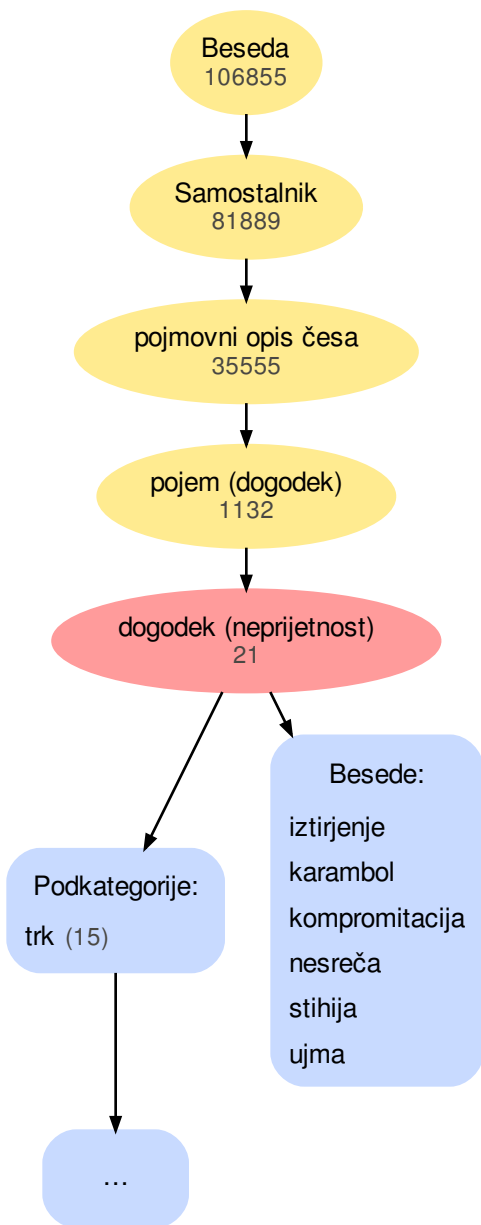 Beseda
106855
Samostalnik
81889
pojmovni opis česa
35555
pojem (dogodek)
1132
dogodek (neprijetnost)
21
Besede:
iztirjenje
karambol
kompromitacija
nesreča
stihija
ujma
Podkategorije:
trk (15)
...